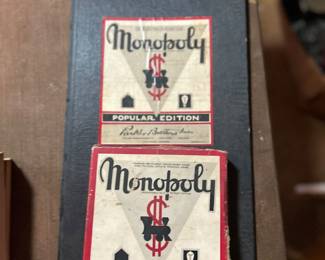 Monopoly
POPULAR EDITION
Parker Brothers Inc
Monopoly